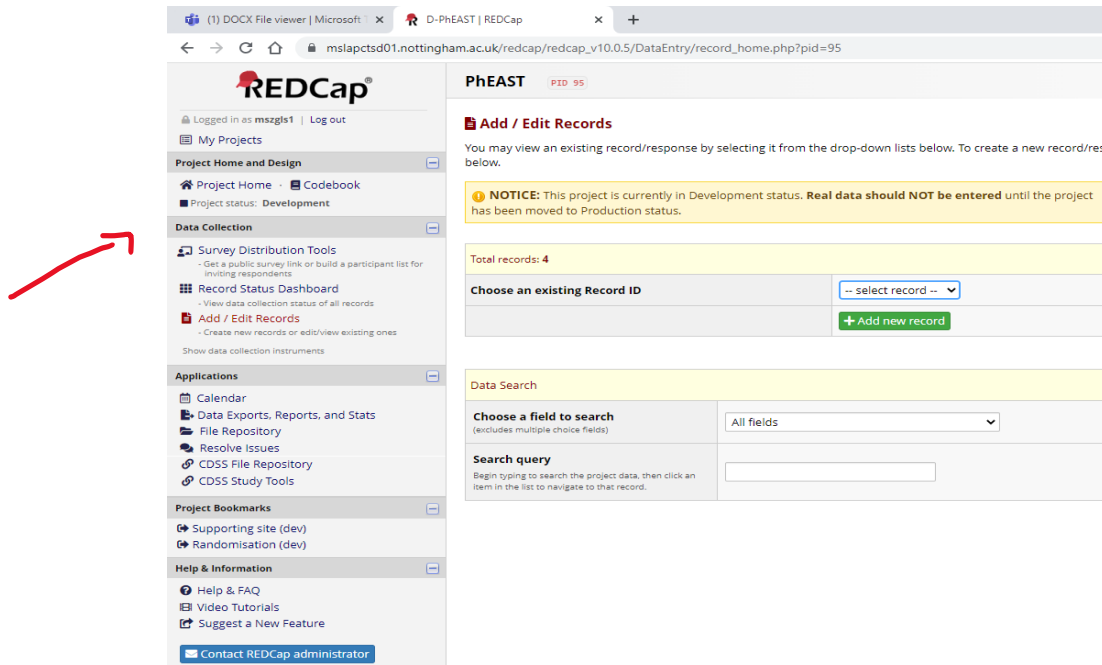 (1) DOCX File viewer | Microsoft
D-PhEAST | REDCap
mslapctsd01.nottingham.ac.uk/redcap/redcap_v10.0.5/DataEntry/record_home.php?pid=95
REDCap®
Logged in as mszgls1 | Log out
My Projects
Project Home and Design
Project Home · Codebook
Project status: Development
Data Collection
Survey Distribution Tools
- Get a public survey link or build a participant list for
inviting respondents
Record Status Dashboard
- View data collection status of all records
Add / Edit Records
- Create new records or edit/view existing ones
Show data collection instruments
Applications
Calendar
Data Exports, Reports, and Stats
File Repository
Resolve Issues
CDSS File Repository
CDSS Study Tools
Project Bookmarks
Supporting site (dev)
Randomisation (dev)
Help & Information
Help & FAQ
Video Tutorials
Suggest a New Feature
Contact REDCap administrator
PhEAST PID 95
Add / Edit Records
You may view an existing record/response by selecting it from the drop-down lists below. To create a new record/res
below.
NOTICE: This project is currently in Development status. Real data should NOT be entered until the project
has been moved to Production status.
Total records: 4
Choose an existing Record ID
-- select record --
Add new record
Data Search
Choose a field to search
(excludes multiple choice fields)
All fields
Search query
Begin typing to search the project data, then click an
item in the list to navigate to that record.